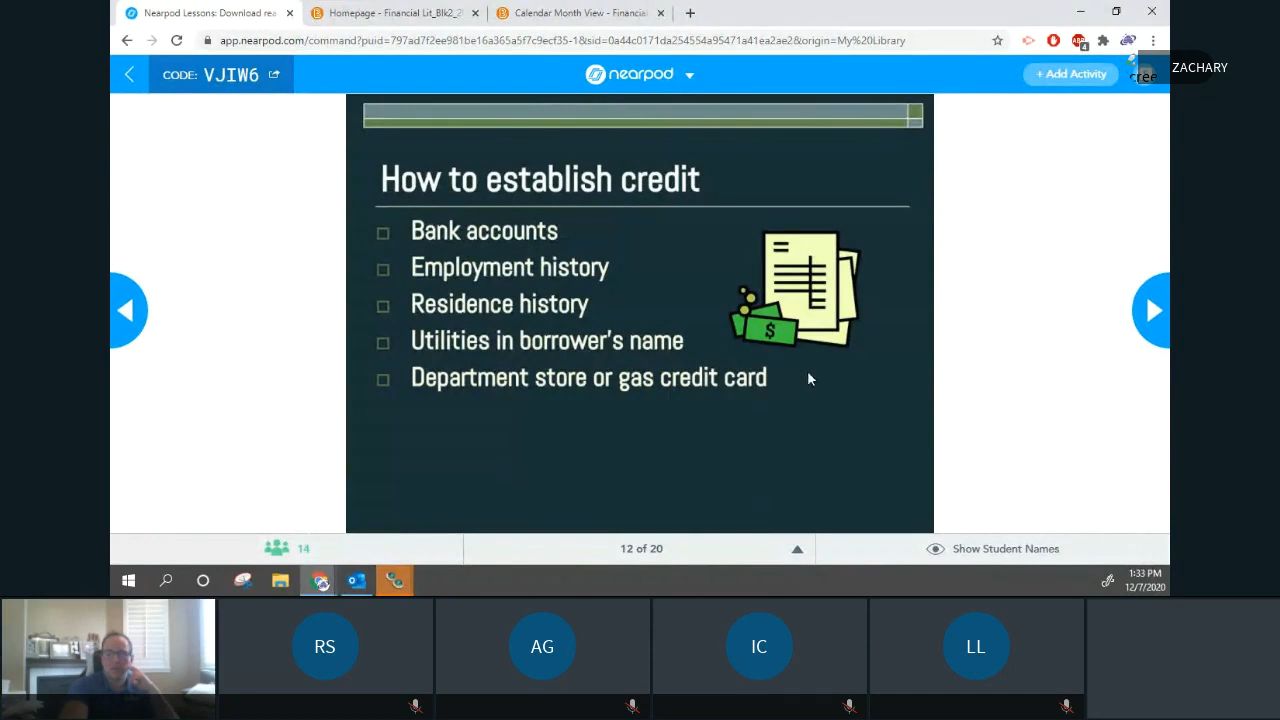 Nearpod Lessons: Download rea
Homepage - Financial Lit_Blk2_2
Calendar Month View - Financial
app.nearpod.com/command?puid=797ad7f2ee981be16a365a5f7c9ecf35-1&sid=0a44c0171da254554a95471a41ea2ae2&origin=My%20Library
4
CODE: VJIW6
nearpod
+ Add Activity
cree
ZACHARY
How to establish credit
Bank accounts
Employment history
Residence history
Utilities in borrower's name
Department store or gas credit card
$
14
12 of 20
Show Student Names
1:33 PM
12/7/2020
RS
AG
IC
LL